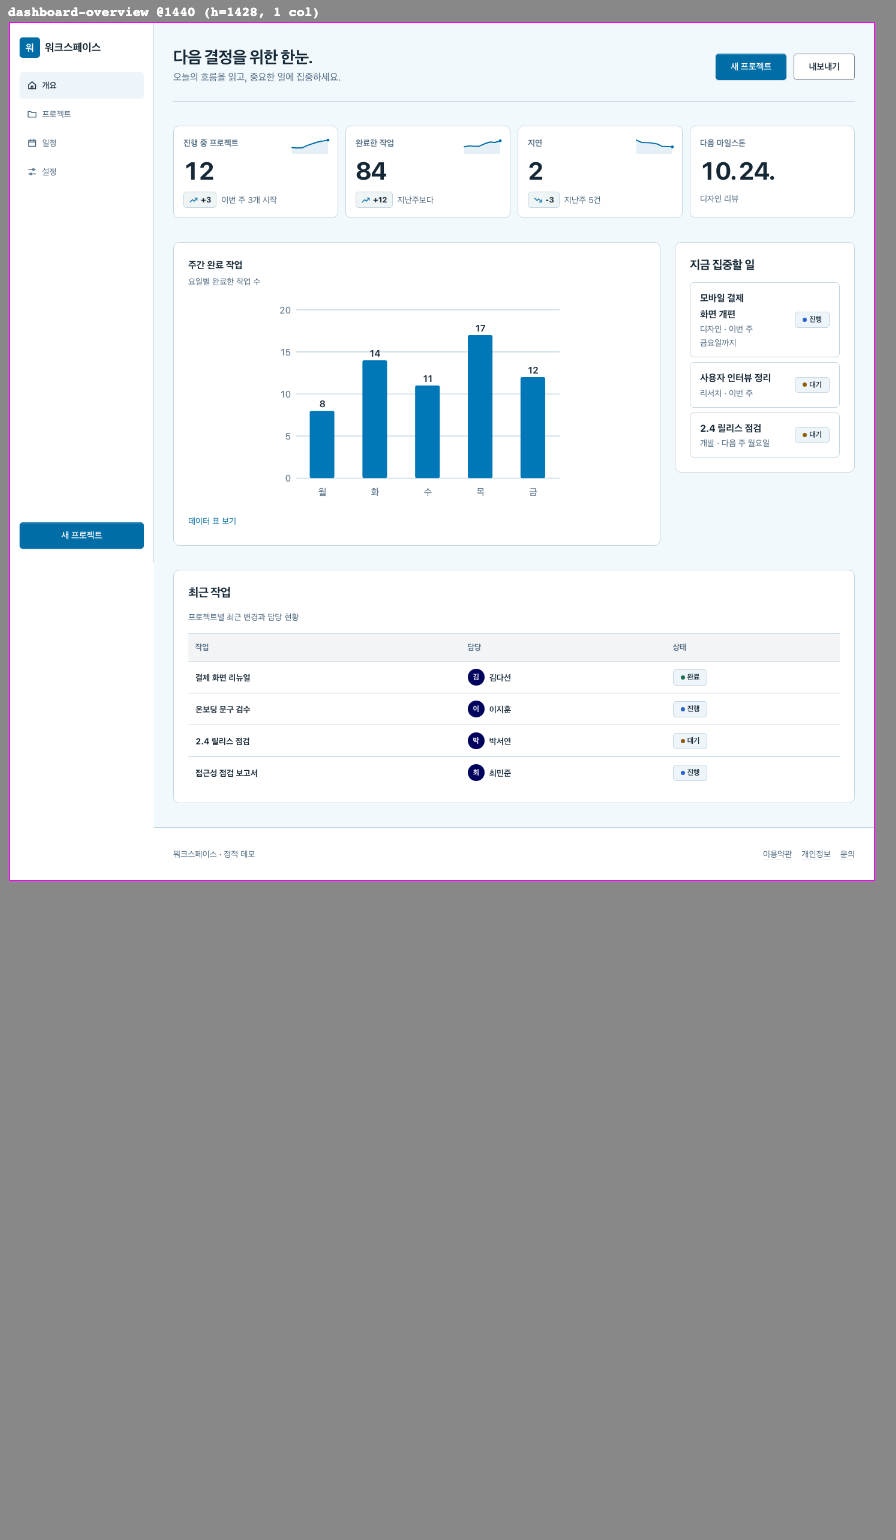 dashboard-overview @1440 (h=1428, 1 col)
워 워크스페이스
개요
프로젝트
일정
설정
새 프로젝트
다음 결정을 위한 한눈.
오늘의 흐름을 읽고, 중요한 일에 집중하세요.
새 프로젝트 내보내기
진행 중 프로젝트
12
+3 이번 주 3개 시작
완료한 작업
84
+12 지난주보다
지연
2
-3 지난주 5건
다음 마일스톤
10.24.
디자인 리뷰
주간 완료 작업
요일별 완료한 작업 수
20
15
10
5
0
8
14
11
17
12
월 화 수 목 금
데이터 표 보기
지금 집중할 일
모바일 결제
화면 개편
디자인 · 이번 주
금요일까지
진행
사용자 인터뷰 정리
리서치 · 이번 주
대기
2.4 릴리스 점검
개발 · 다음 주 월요일
대기
최근 작업
프로젝트별 최근 변경과 담당 현황
작업 담당 상태
결제 화면 리뉴얼 김 김다선 완료
온보딩 문구 검수 이 이지훈 진행
2.4 릴리스 점검 박 박서연 대기
접근성 점검 보고서 최 최민준 진행
워크스페이스 · 정적 데모
이용약관 개인정보 문의